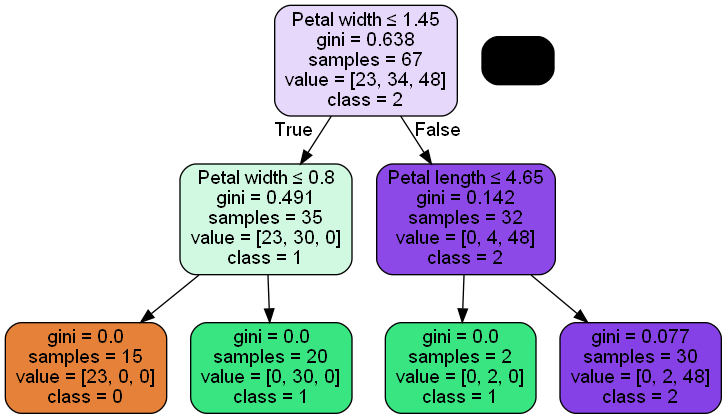 Petal width ≤ 1.45
gini = 0.638
samples = 67
value = [23, 34, 48]
class = 2
True
False
Petal width ≤ 0.8
gini = 0.491
samples = 35
value = [23, 30, 0]
class = 1
Petal length ≤ 4.65
gini = 0.142
samples = 32
value = [0, 4, 48]
class = 2
gini = 0.0
samples = 15
value = [23, 0, 0]
class = 0
gini = 0.0
samples = 20
value = [0, 30, 0]
class = 1
gini = 0.0
samples = 2
value = [0, 2, 0]
class = 1
gini = 0.077
samples = 30
value = [0, 2, 48]
class = 2